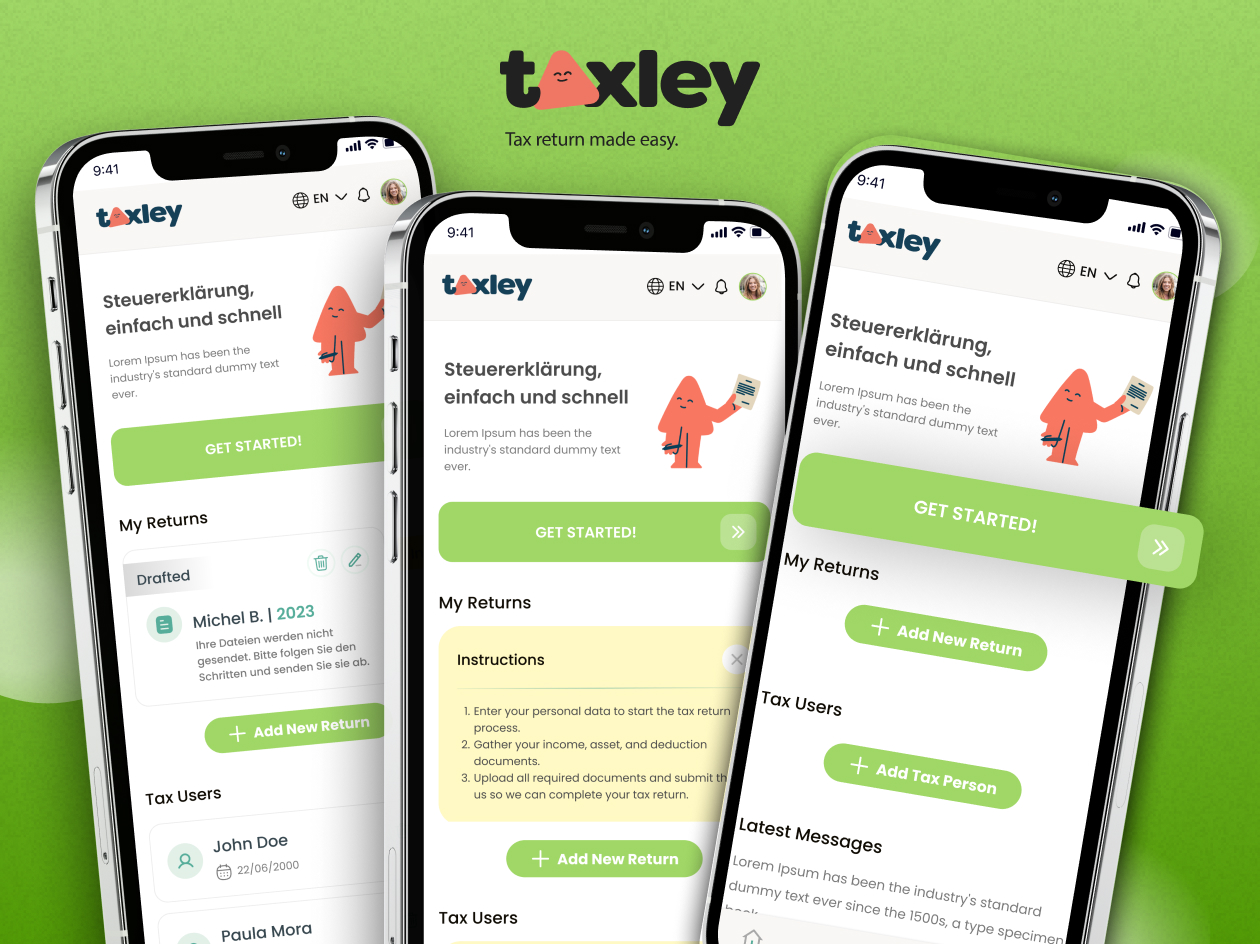 taxley
Tax return made easy.
9:41
taxley
EN
Steuererklärung,
einfach und schnell
Lorem Ipsum has been the
industry's standard dummy text
ever.
GET STARTED!
My Returns
Drafted
Michel B. | 2023
Ihre Dateien werden nicht
gesendet. Bitte folgen Sie den
Schritten und senden Sie sie ab.
Add New Return
Tax Users
John Doe
22/06/2000
Paula Mora
9:41
taxley
EN
Steuererklärung,
einfach und schnell
Lorem Ipsum has been the
industry's standard dummy text
ever.
GET STARTED!
My Returns
Instructions
1. Enter your personal data to start the tax return
process.
2. Gather your income, asset, and deduction
documents.
3. Upload all required documents and submit th
us so we can complete your tax return.
Add New Return
Tax Users
9:41
taxley
EN
Steuererklärung,
einfach und schnell
Lorem Ipsum has been the
industry's standard dummy text
ever.
GET STARTED!
My Returns
Add New Return
Tax Users
Add Tax Person
Latest Messages
Lorem Ipsum has been the industry's standard
dummy text ever since the 1500s, a type specimen